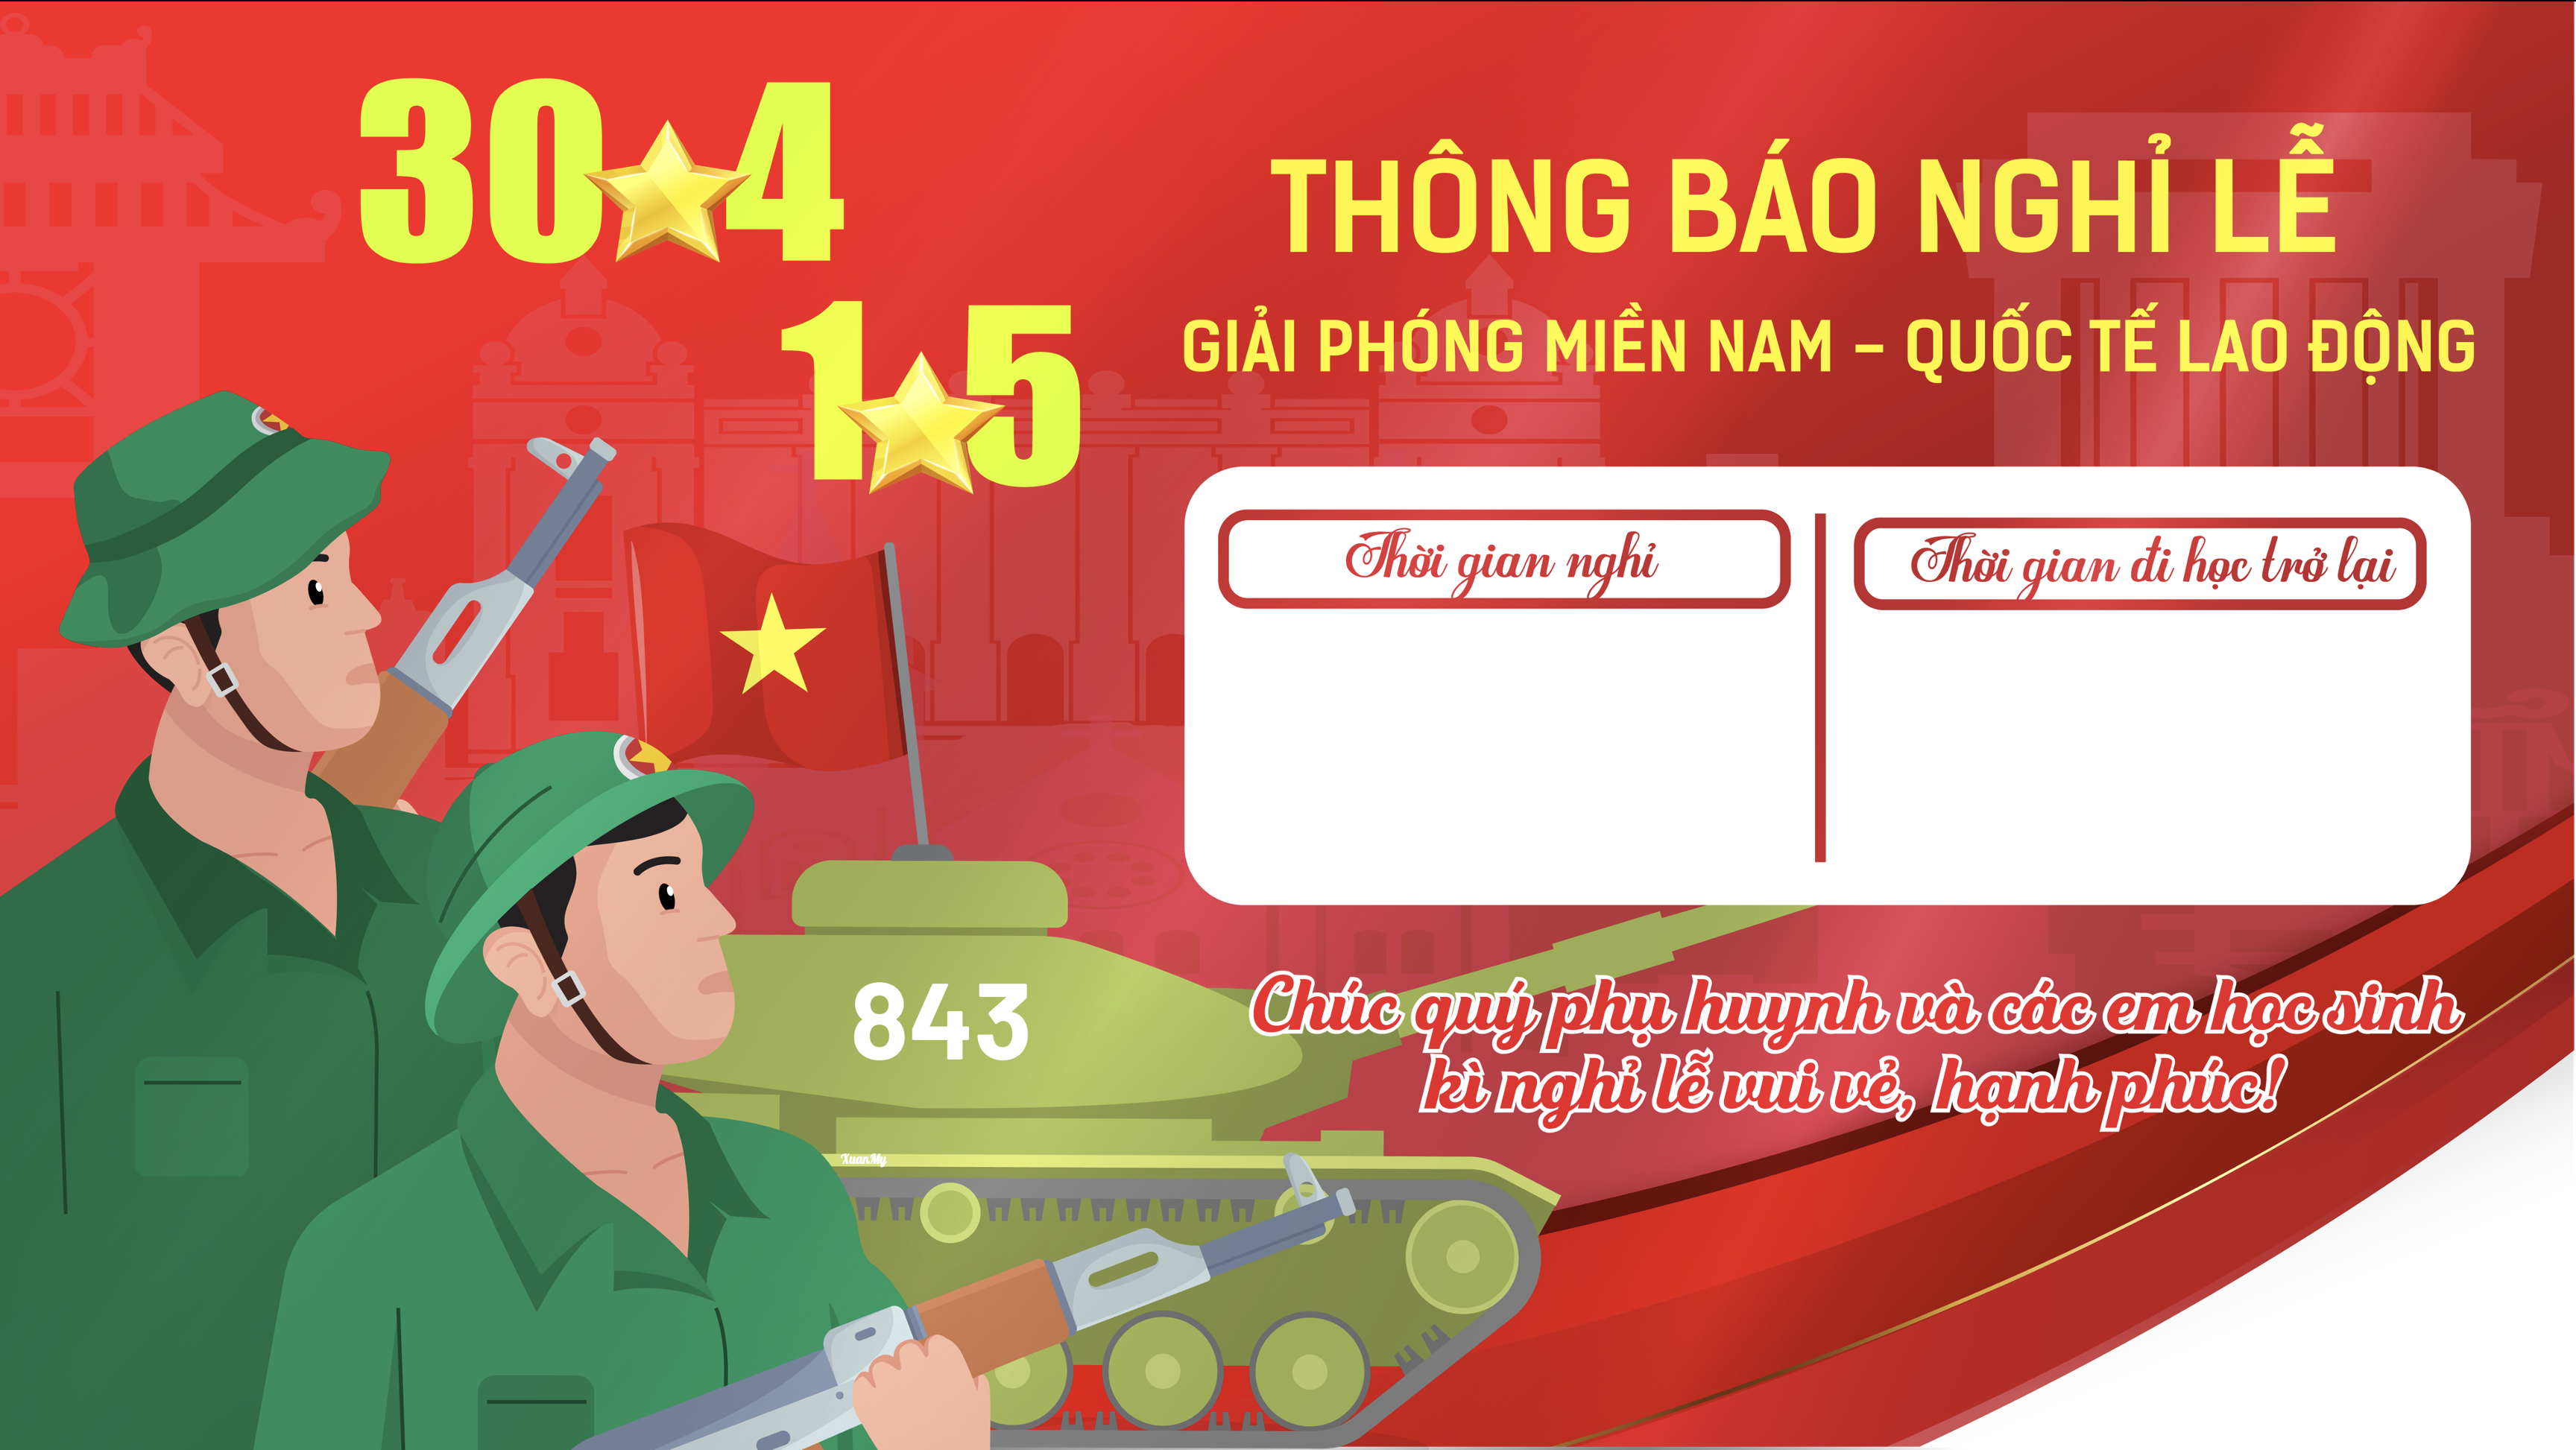 30 4
1 5
THÔNG BÁO NGHỈ LỄ
GIẢI PHÓNG MIỀN NAM – QUỐC TẾ LAO ĐỘNG
Thời gian nghỉ
Thời gian đi học trở lại
843
Chúc quý phụ huynh và các em học sinh
kì nghỉ lễ vui vẻ, hạnh phúc!
XuanMy